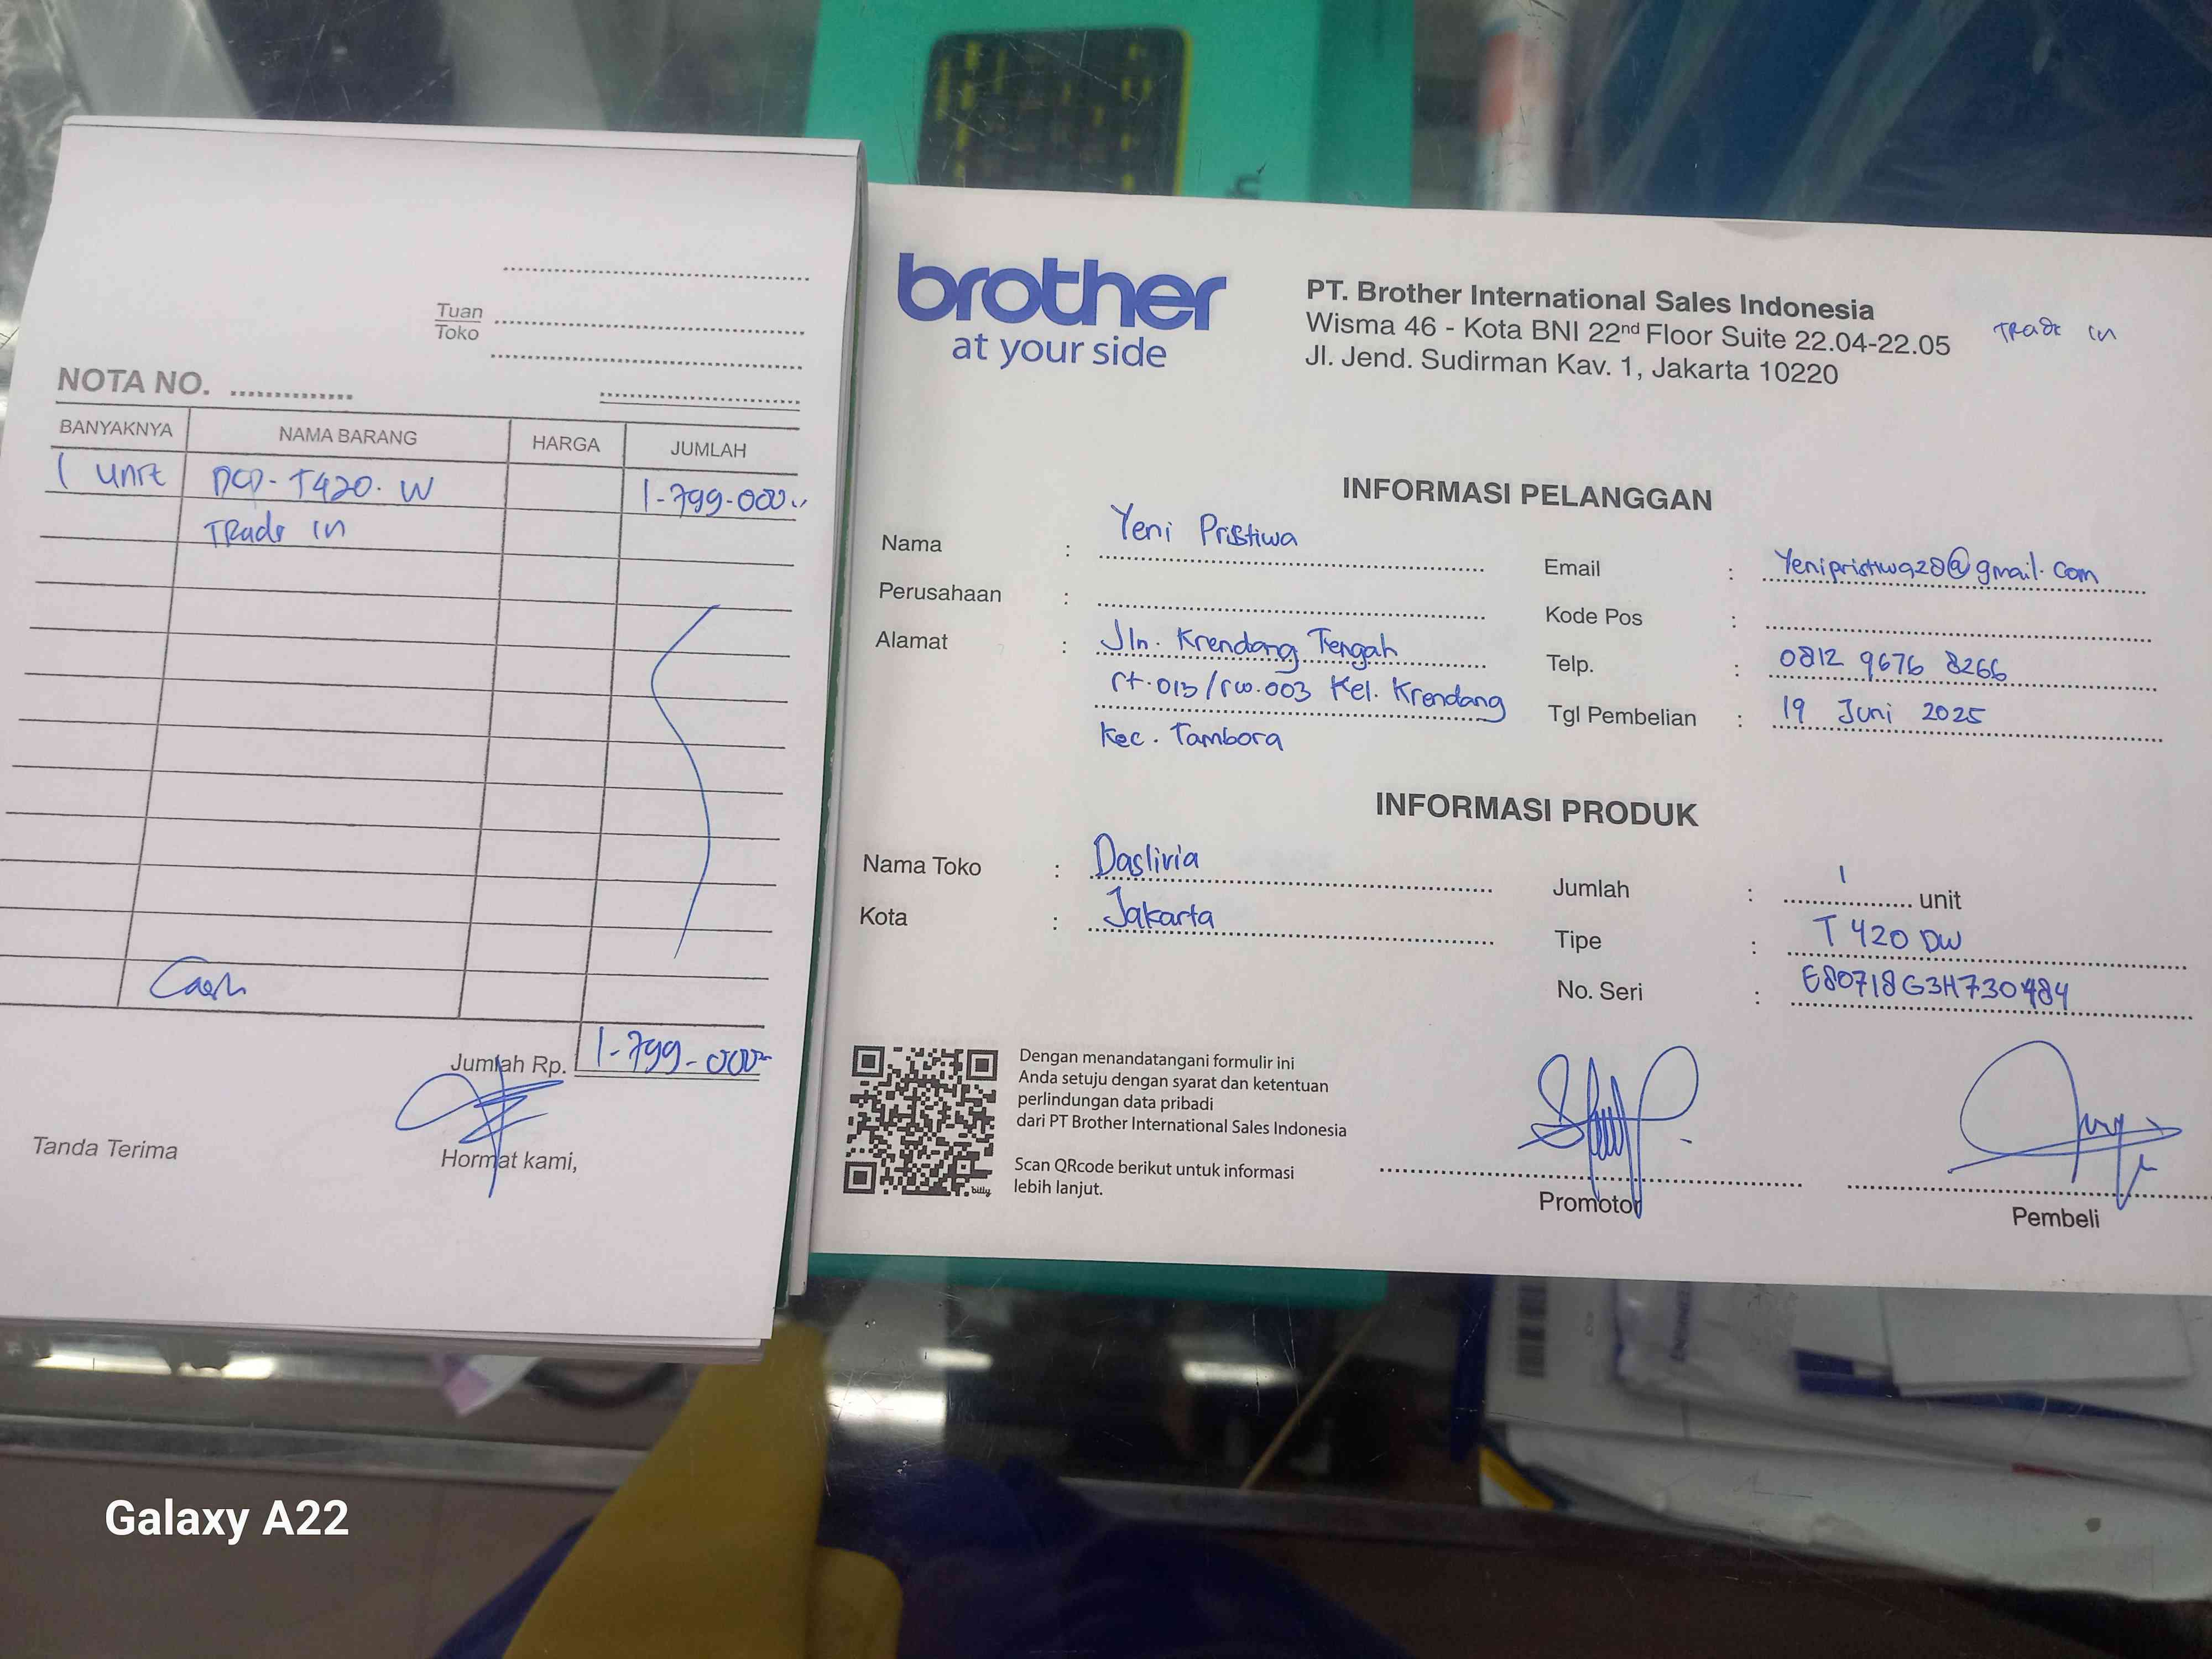 Tuan
Toko
NOTA NO. ..............
BANYAKNYA NAMA BARANG HARGA JUMLAH
1 Unit DCP-T420.W 1-799-000
TRade in
Cash
Jumlah Rp. 1-799-000
Tanda Terima
Hormat kami,
brother
at your side
PT. Brother International Sales Indonesia
Wisma 46 - Kota BNI 22nd Floor Suite 22.04-22.05
Jl. Jend. Sudirman Kav. 1, Jakarta 10220
TRade in
INFORMASI PELANGGAN
Nama : Yeni Pristiwa
Perusahaan :
Alamat : Jln. Krendang Tengah
rt.013/rw.003 Kel. Krendang
Kec. Tambora
Email : Yenipristiwa28@gmail.com
Kode Pos :
Telp. : 0812 9676 8266
Tgl Pembelian : 19 Juni 2025
INFORMASI PRODUK
Nama Toko : Daslivia
Kota : Jakarta
Jumlah : 1 unit
Tipe : T420 DW
No. Seri : E80718G3H730484
Dengan menandatangani formulir ini
Anda setuju dengan syarat dan ketentuan
perlindungan data pribadi
dari PT Brother International Sales Indonesia
Scan QRcode berikut untuk informasi
lebih lanjut.
billy
Promotor
Pembeli
Galaxy A22